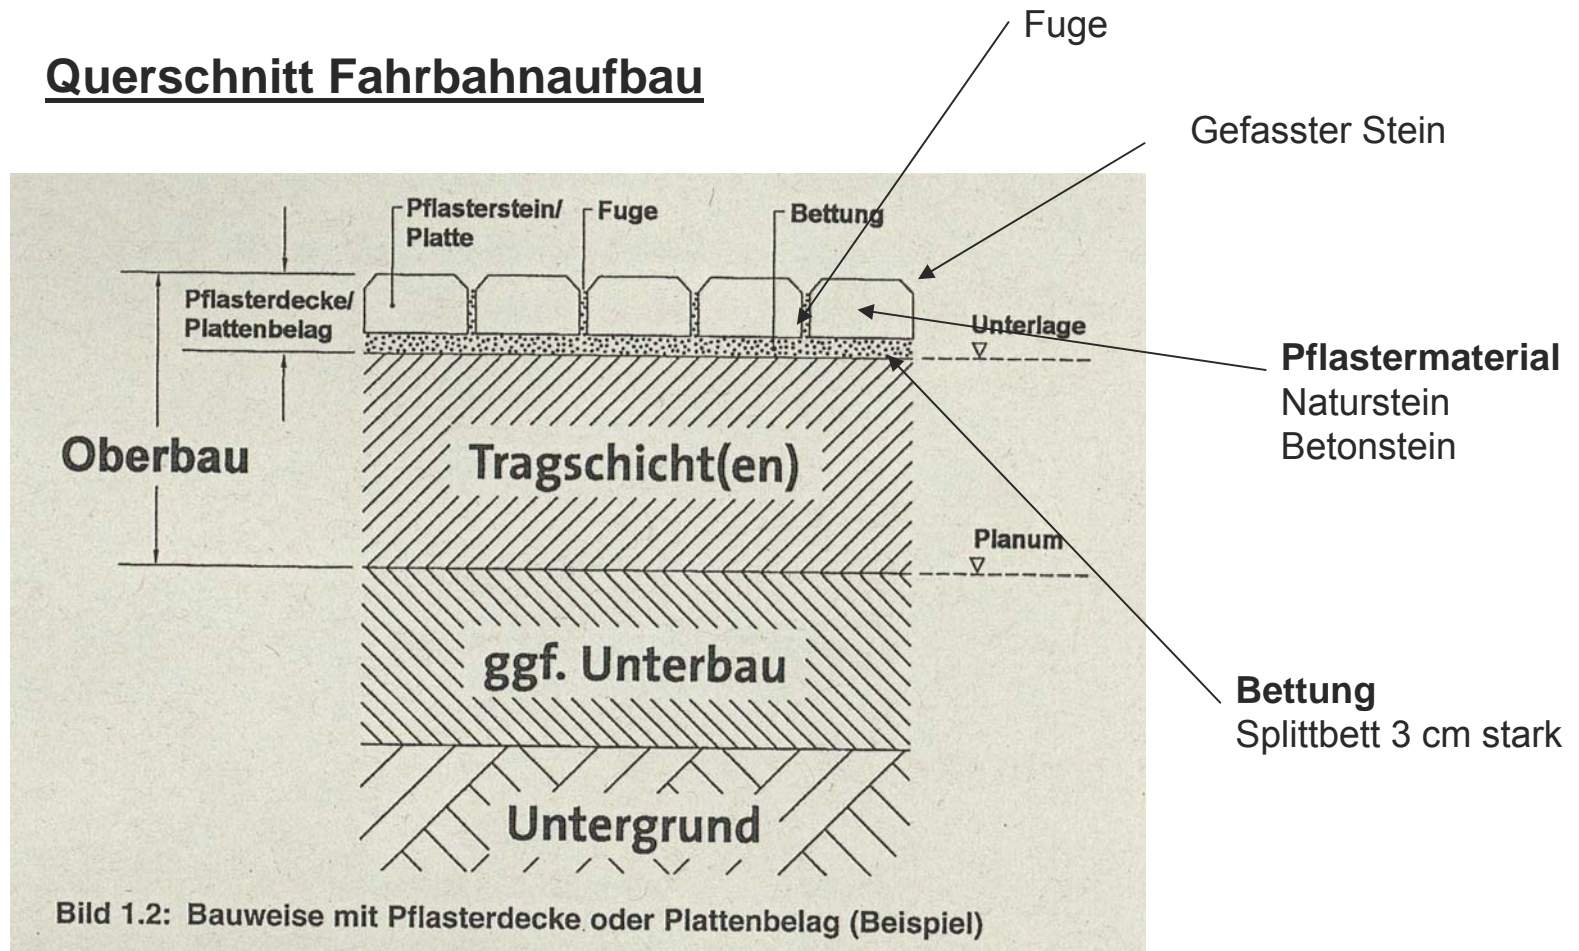 Fuge
Querschnitt Fahrbahnaufbau
Gefasster Stein
Pflasterstein/
Platte
Fuge
Bettung
Pflasterdecke/
Plattenbelag
Unterlage
Pflastermaterial
Naturstein
Betonstein
Oberbau
Tragschicht(en)
Planum
ggf. Unterbau
Bettung
Splittbett 3 cm stark
Untergrund
Bild 1.2: Bauweise mit Pflasterdecke oder Plattenbelag (Beispiel)